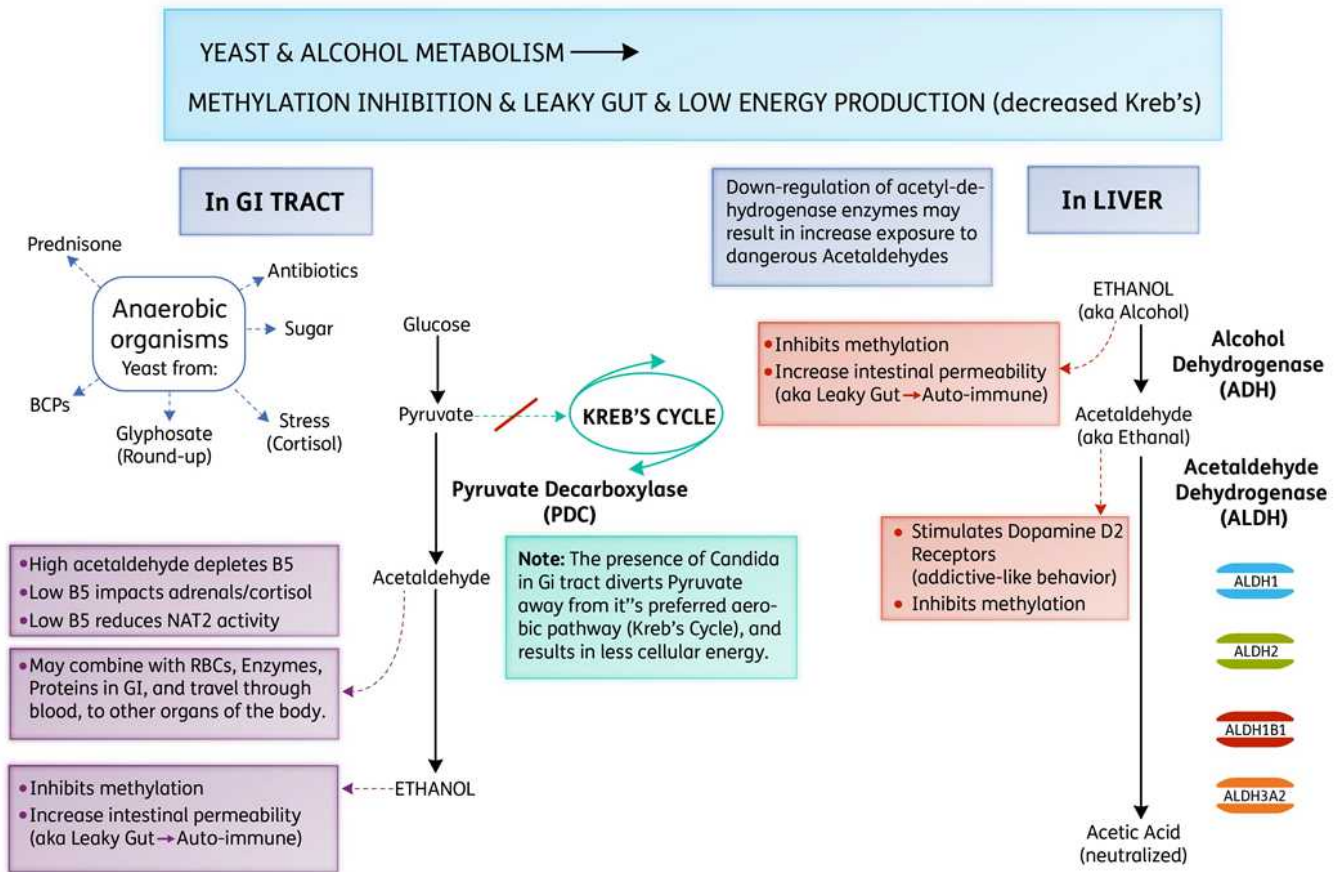 YEAST & ALCOHOL METABOLISM
METHYLATION INHIBITION & LEAKY GUT & LOW ENERGY PRODUCTION (decreased Kreb's)
In GI TRACT
Prednisone
Antibiotics
Anaerobic
organisms
Yeast from:
Sugar
BCPs
Glyphosate
(Round-up)
Stress
(Cortisol)
Glucose
Pyruvate
KREB'S CYCLE
Pyruvate Decarboxylase
(PDC)
• High acetaldehyde depletes B5
• Low B5 impacts adrenals/cortisol
• Low B5 reduces NAT2 activity
Acetaldehyde
Note: The presence of Candida
in Gi tract diverts Pyruvate
away from it''s preferred aero-
bic pathway (Kreb's Cycle), and
results in less cellular energy.
• May combine with RBCs, Enzymes,
Proteins in GI, and travel through
blood, to other organs of the body.
ETHANOL
• Inhibits methylation
• Increase intestinal permeability
(aka Leaky Gut → Auto-immune)
Down-regulation of acetyl-de-
hydrogenase enzymes may
result in increase exposure to
dangerous Acetaldehydes
In LIVER
ETHANOL
(aka Alcohol)
• Inhibits methylation
• Increase intestinal permeability
(aka Leaky Gut → Auto-immune)
Alcohol
Dehydrogenase
(ADH)
Acetaldehyde
(aka Ethanal)
Acetaldehyde
Dehydrogenase
(ALDH)
• Stimulates Dopamine D2
Receptors
(addictive-like behavior)
• Inhibits methylation
ALDH1
ALDH2
ALDH1B1
ALDH3A2
Acetic Acid
(neutralized)